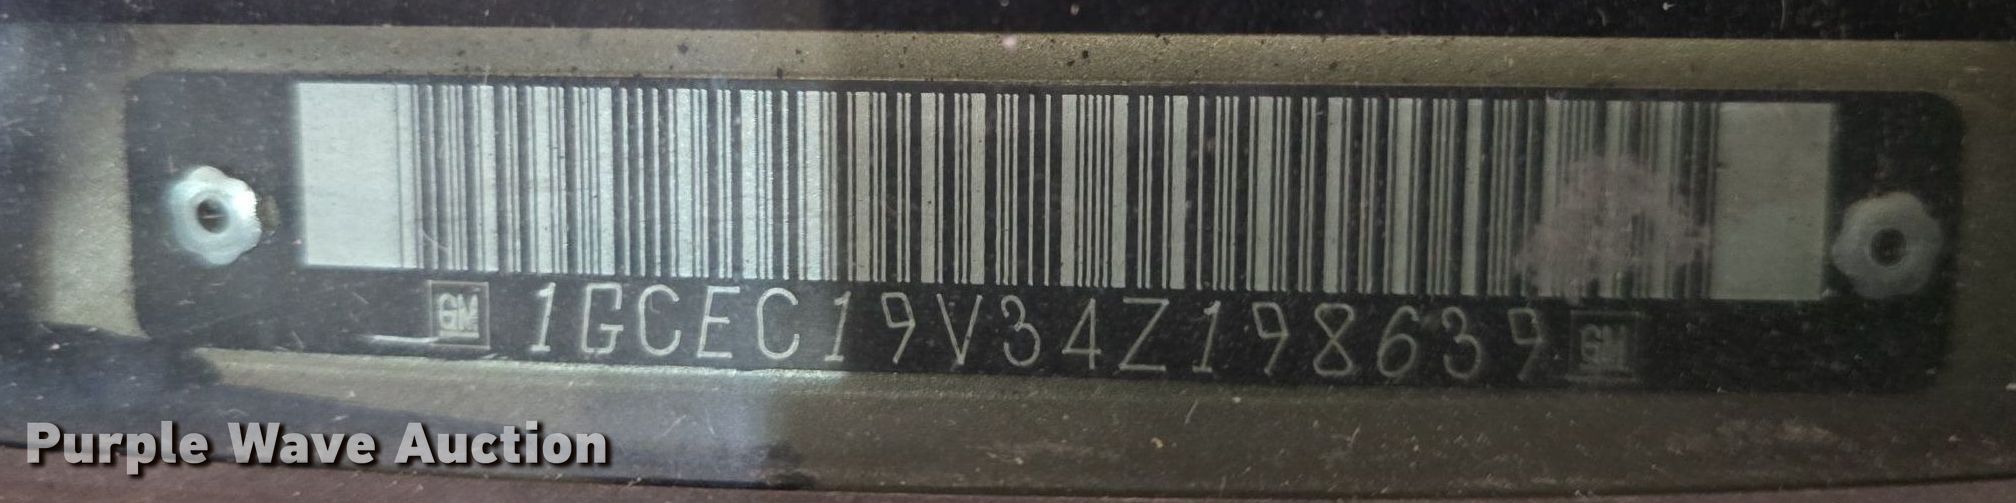 GM 1GCEC19V34Z198639 GM
Purple Wave Auction